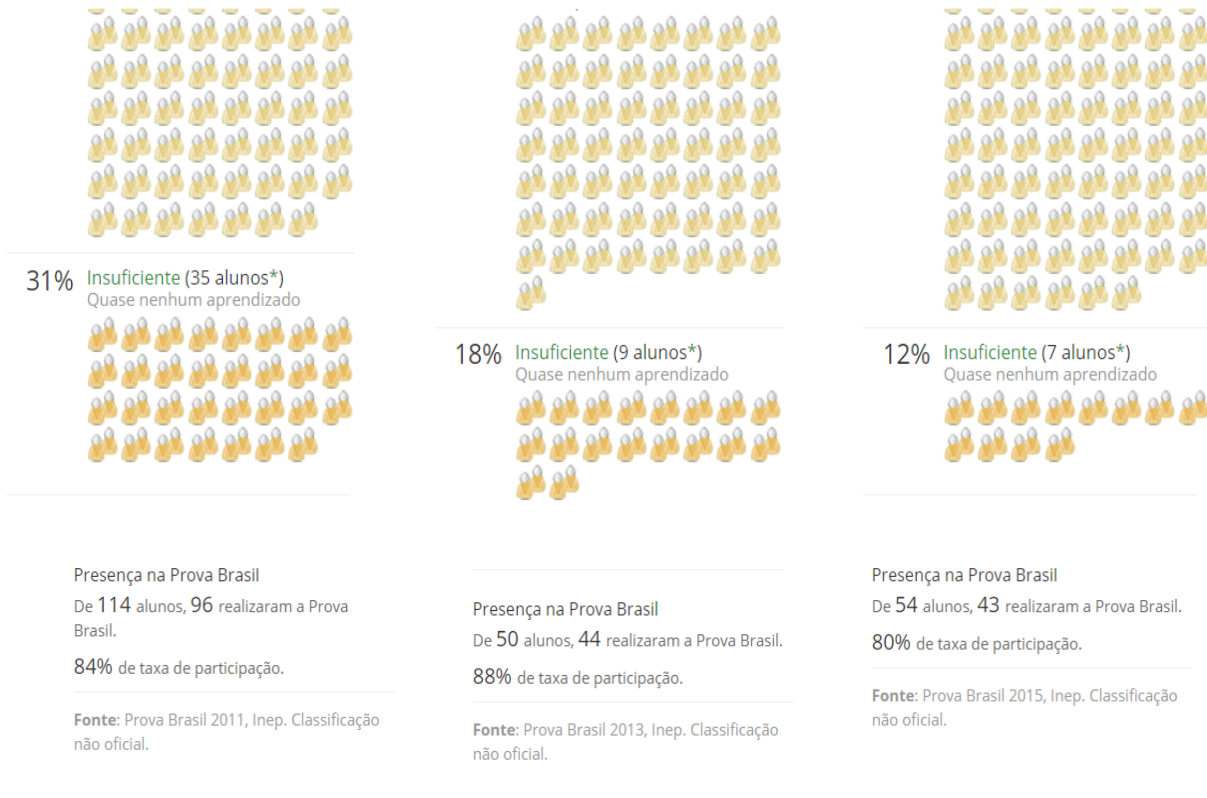 31% Insuficiente (35 alunos*)
Quase nenhum aprendizado
Presença na Prova Brasil
De 114 alunos, 96 realizaram a Prova
Brasil.
84% de taxa de participação.
Fonte: Prova Brasil 2011, Inep. Classificação
não oficial.
18% Insuficiente (9 alunos*)
Quase nenhum aprendizado
Presença na Prova Brasil
De 50 alunos, 44 realizaram a Prova Brasil.
88% de taxa de participação.
Fonte: Prova Brasil 2013, Inep. Classificação
não oficial.
12% Insuficiente (7 alunos*)
Quase nenhum aprendizado
Presença na Prova Brasil
De 54 alunos, 43 realizaram a Prova Brasil.
80% de taxa de participação.
Fonte: Prova Brasil 2015, Inep. Classificação
não oficial.